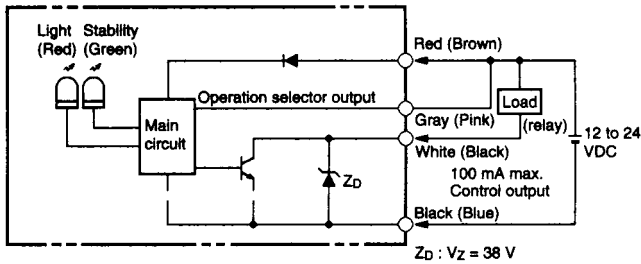 Light Stability
(Red) (Green)
Red (Brown)
Operation selector output
Load
Main
circuit
Gray (Pink)
(relay)
12 to 24
VDC
White (Black)
100 mA max.
Control output
ZD
Black (Blue)
ZD : VZ = 38 V